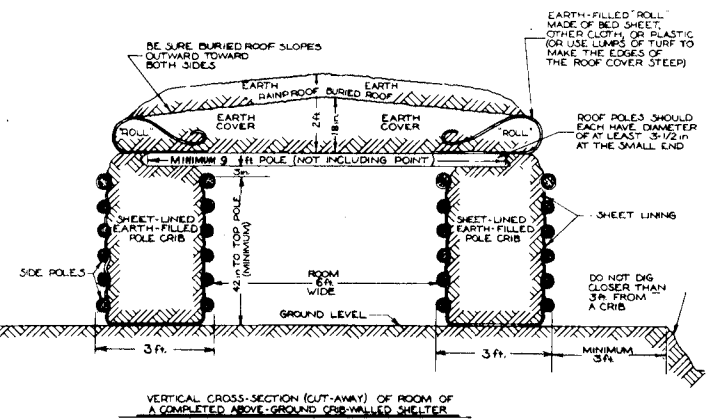 EARTH-FILLED "ROLL"
MADE OF BED SHEET,
OTHER CLOTH, OR PLASTIC
(OR USE LUMPS OF TURF TO
MAKE THE EDGES OF
THE ROOF COVER STEEP)
BE SURE BURIED ROOF SLOPES
OUTWARD TOWARD
BOTH SIDES
EARTH
EARTH
RAINPROOF BURIED ROOF
EARTH
COVER
2 ft
18 in
EARTH
COVER
"ROLL"
"ROLL"
ROOF POLES SHOULD
EACH HAVE DIAMETER
OF AT LEAST 3-1/2 in
AT THE SMALL END
MINIMUM 9 ft POLE (NOT INCLUDING POINT)
3 in.
SHEET-LINED
EARTH-FILLED
POLE CRIB
42 in TO TOP POLE
(MINIMUM)
SHEET-LINED
EARTH-FILLED
POLE CRIB
SHEET LINING
SIDE POLES
ROOM
6 ft.
WIDE
DO NOT DIG
CLOSER THAN
3 ft. FROM
A CRIB
GROUND LEVEL
3 ft.
3 ft.
MINIMUM
3 ft.
VERTICAL CROSS-SECTION (CUT-AWAY) OF ROOM OF
A COMPLETED ABOVE-GROUND CRIB-WALLED SHELTER